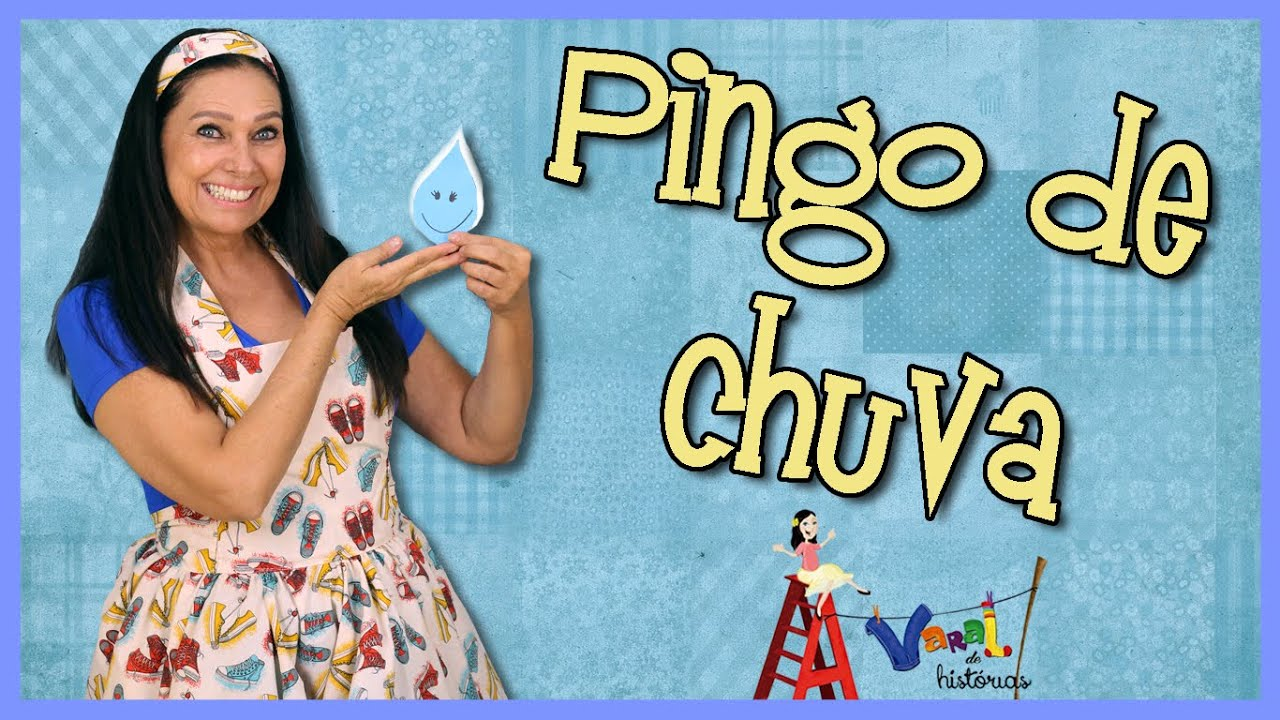 Pingo de
chuva
Varal
de
histórias